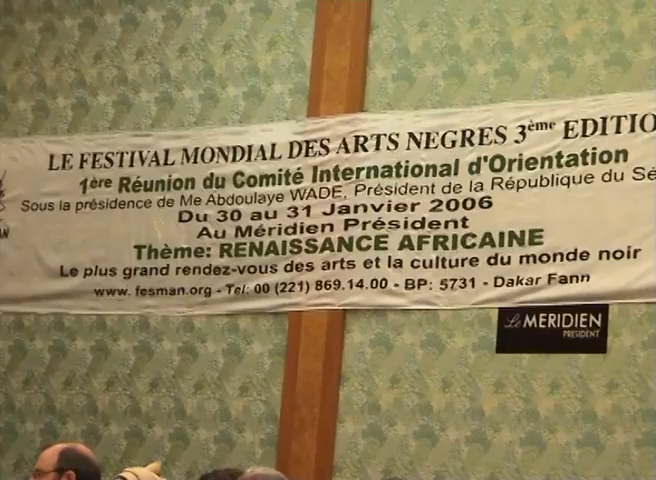 LE FESTIVAL MONDIAL DES ARTS NEGRES 3ème EDITIO
1ère Réunion du Comité International d'Orientation
Sous la présidence de Me Abdoulaye WADE, Président de la République du Sé
Du 30 au 31 Janvier 2006
Au Méridien Président
Thème: RENAISSANCE AFRICAINE
Le plus grand rendez-vous des arts et la culture du monde noir
www. fesman.org - Tel: 00 (221) 869.14.00 - BP: 5731 - Dakar Fann
Le MERIDIEN
PRESIDENT